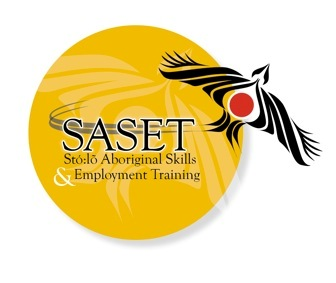 SASET
Stó:lō Aboriginal Skills
& Employment Training